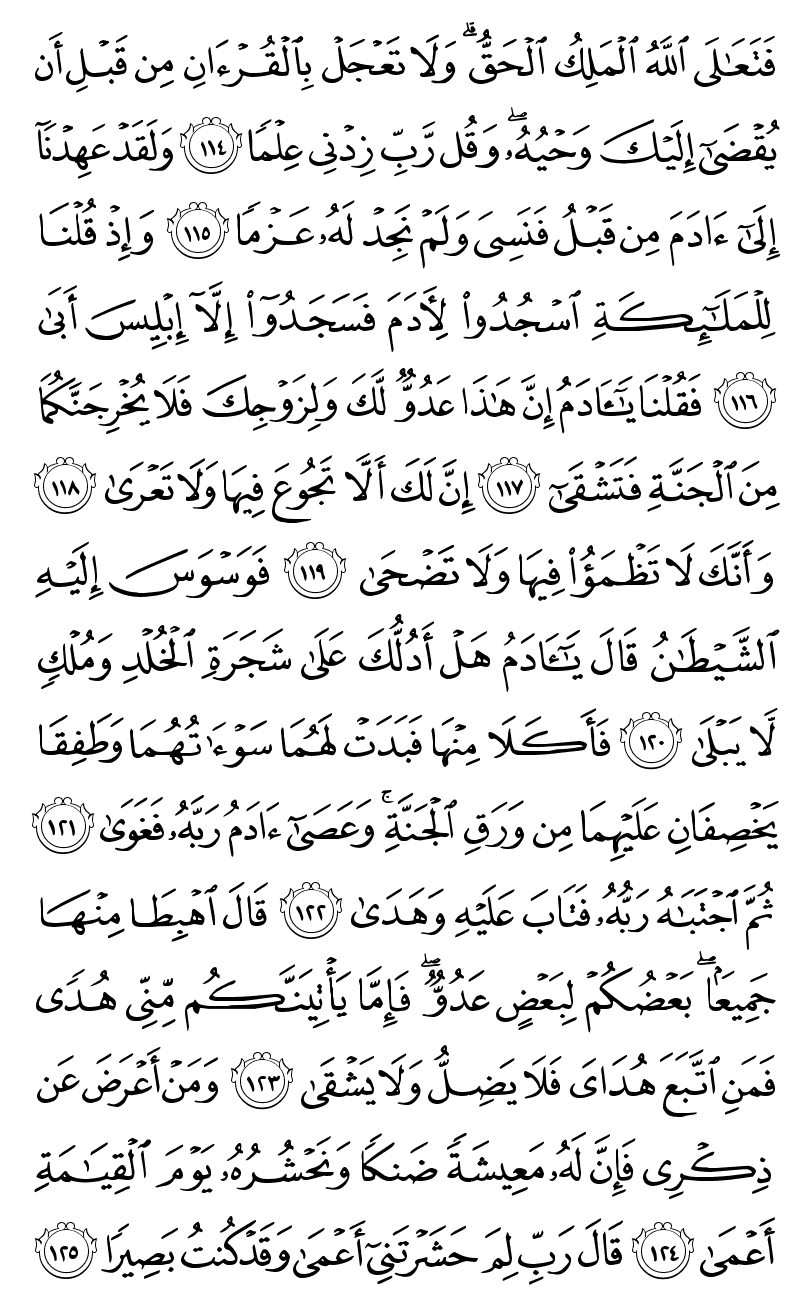 فَتَعَٰلَى ٱللَّهُ ٱلْمَلِكُ ٱلْحَقُّ ۗ وَلَا تَعْجَلْ بِٱلْقُرْءَانِ مِن قَبْلِ أَن
يُقْضَىٰٓ إِلَيْكَ وَحْيُهُۥ ۖ وَقُل رَّبِّ زِدْنِى عِلْمًا ١١٤ وَلَقَدْ عَهِدْنَآ
إِلَىٰٓ ءَادَمَ مِن قَبْلُ فَنَسِىَ وَلَمْ نَجِدْ لَهُۥ عَزْمًا ١١٥ وَإِذْ قُلْنَا
لِلْمَلَٰٓئِكَةِ ٱسْجُدُوا۟ لِءَادَمَ فَسَجَدُوٓا۟ إِلَّآ إِبْلِيسَ أَبَىٰ
١١٦ فَقُلْنَا يَٰٓـَٔادَمُ إِنَّ هَٰذَا عَدُوٌّ لَّكَ وَلِزَوْجِكَ فَلَا يُخْرِجَنَّكُمَا
مِنَ ٱلْجَنَّةِ فَتَشْقَىٰٓ ١١٧ إِنَّ لَكَ أَلَّا تَجُوعَ فِيهَا وَلَا تَعْرَىٰ ١١٨
وَأَنَّكَ لَا تَظْمَؤُا۟ فِيهَا وَلَا تَضْحَىٰ ١١٩ فَوَسْوَسَ إِلَيْهِ
ٱلشَّيْطَٰنُ قَالَ يَٰٓـَٔادَمُ هَلْ أَدُلُّكَ عَلَىٰ شَجَرَةِ ٱلْخُلْدِ وَمُلْكٍ
لَّا يَبْلَىٰ ١٢٠ فَأَكَلَا مِنْهَا فَبَدَتْ لَهُمَا سَوْءَٰتُهُمَا وَطَفِقَا
يَخْصِفَانِ عَلَيْهِمَا مِن وَرَقِ ٱلْجَنَّةِ ۚ وَعَصَىٰٓ ءَادَمُ رَبَّهُۥ فَغَوَىٰ ١٢١
ثُمَّ ٱجْتَبَٰهُ رَبُّهُۥ فَتَابَ عَلَيْهِ وَهَدَىٰ ١٢٢ قَالَ ٱهْبِطَا مِنْهَا
جَمِيعًۢا ۖ بَعْضُكُمْ لِبَعْضٍ عَدُوٌّ ۖ فَإِمَّا يَأْتِيَنَّكُم مِّنِّى هُدًى
فَمَنِ ٱتَّبَعَ هُدَاىَ فَلَا يَضِلُّ وَلَا يَشْقَىٰ ١٢٣ وَمَنْ أَعْرَضَ عَن
ذِكْرِى فَإِنَّ لَهُۥ مَعِيشَةً ضَنكًا وَنَحْشُرُهُۥ يَوْمَ ٱلْقِيَٰمَةِ
أَعْمَىٰ ١٢٤ قَالَ رَبِّ لِمَ حَشَرْتَنِىٓ أَعْمَىٰ وَقَدْ كُنتُ بَصِيرًا ١٢٥